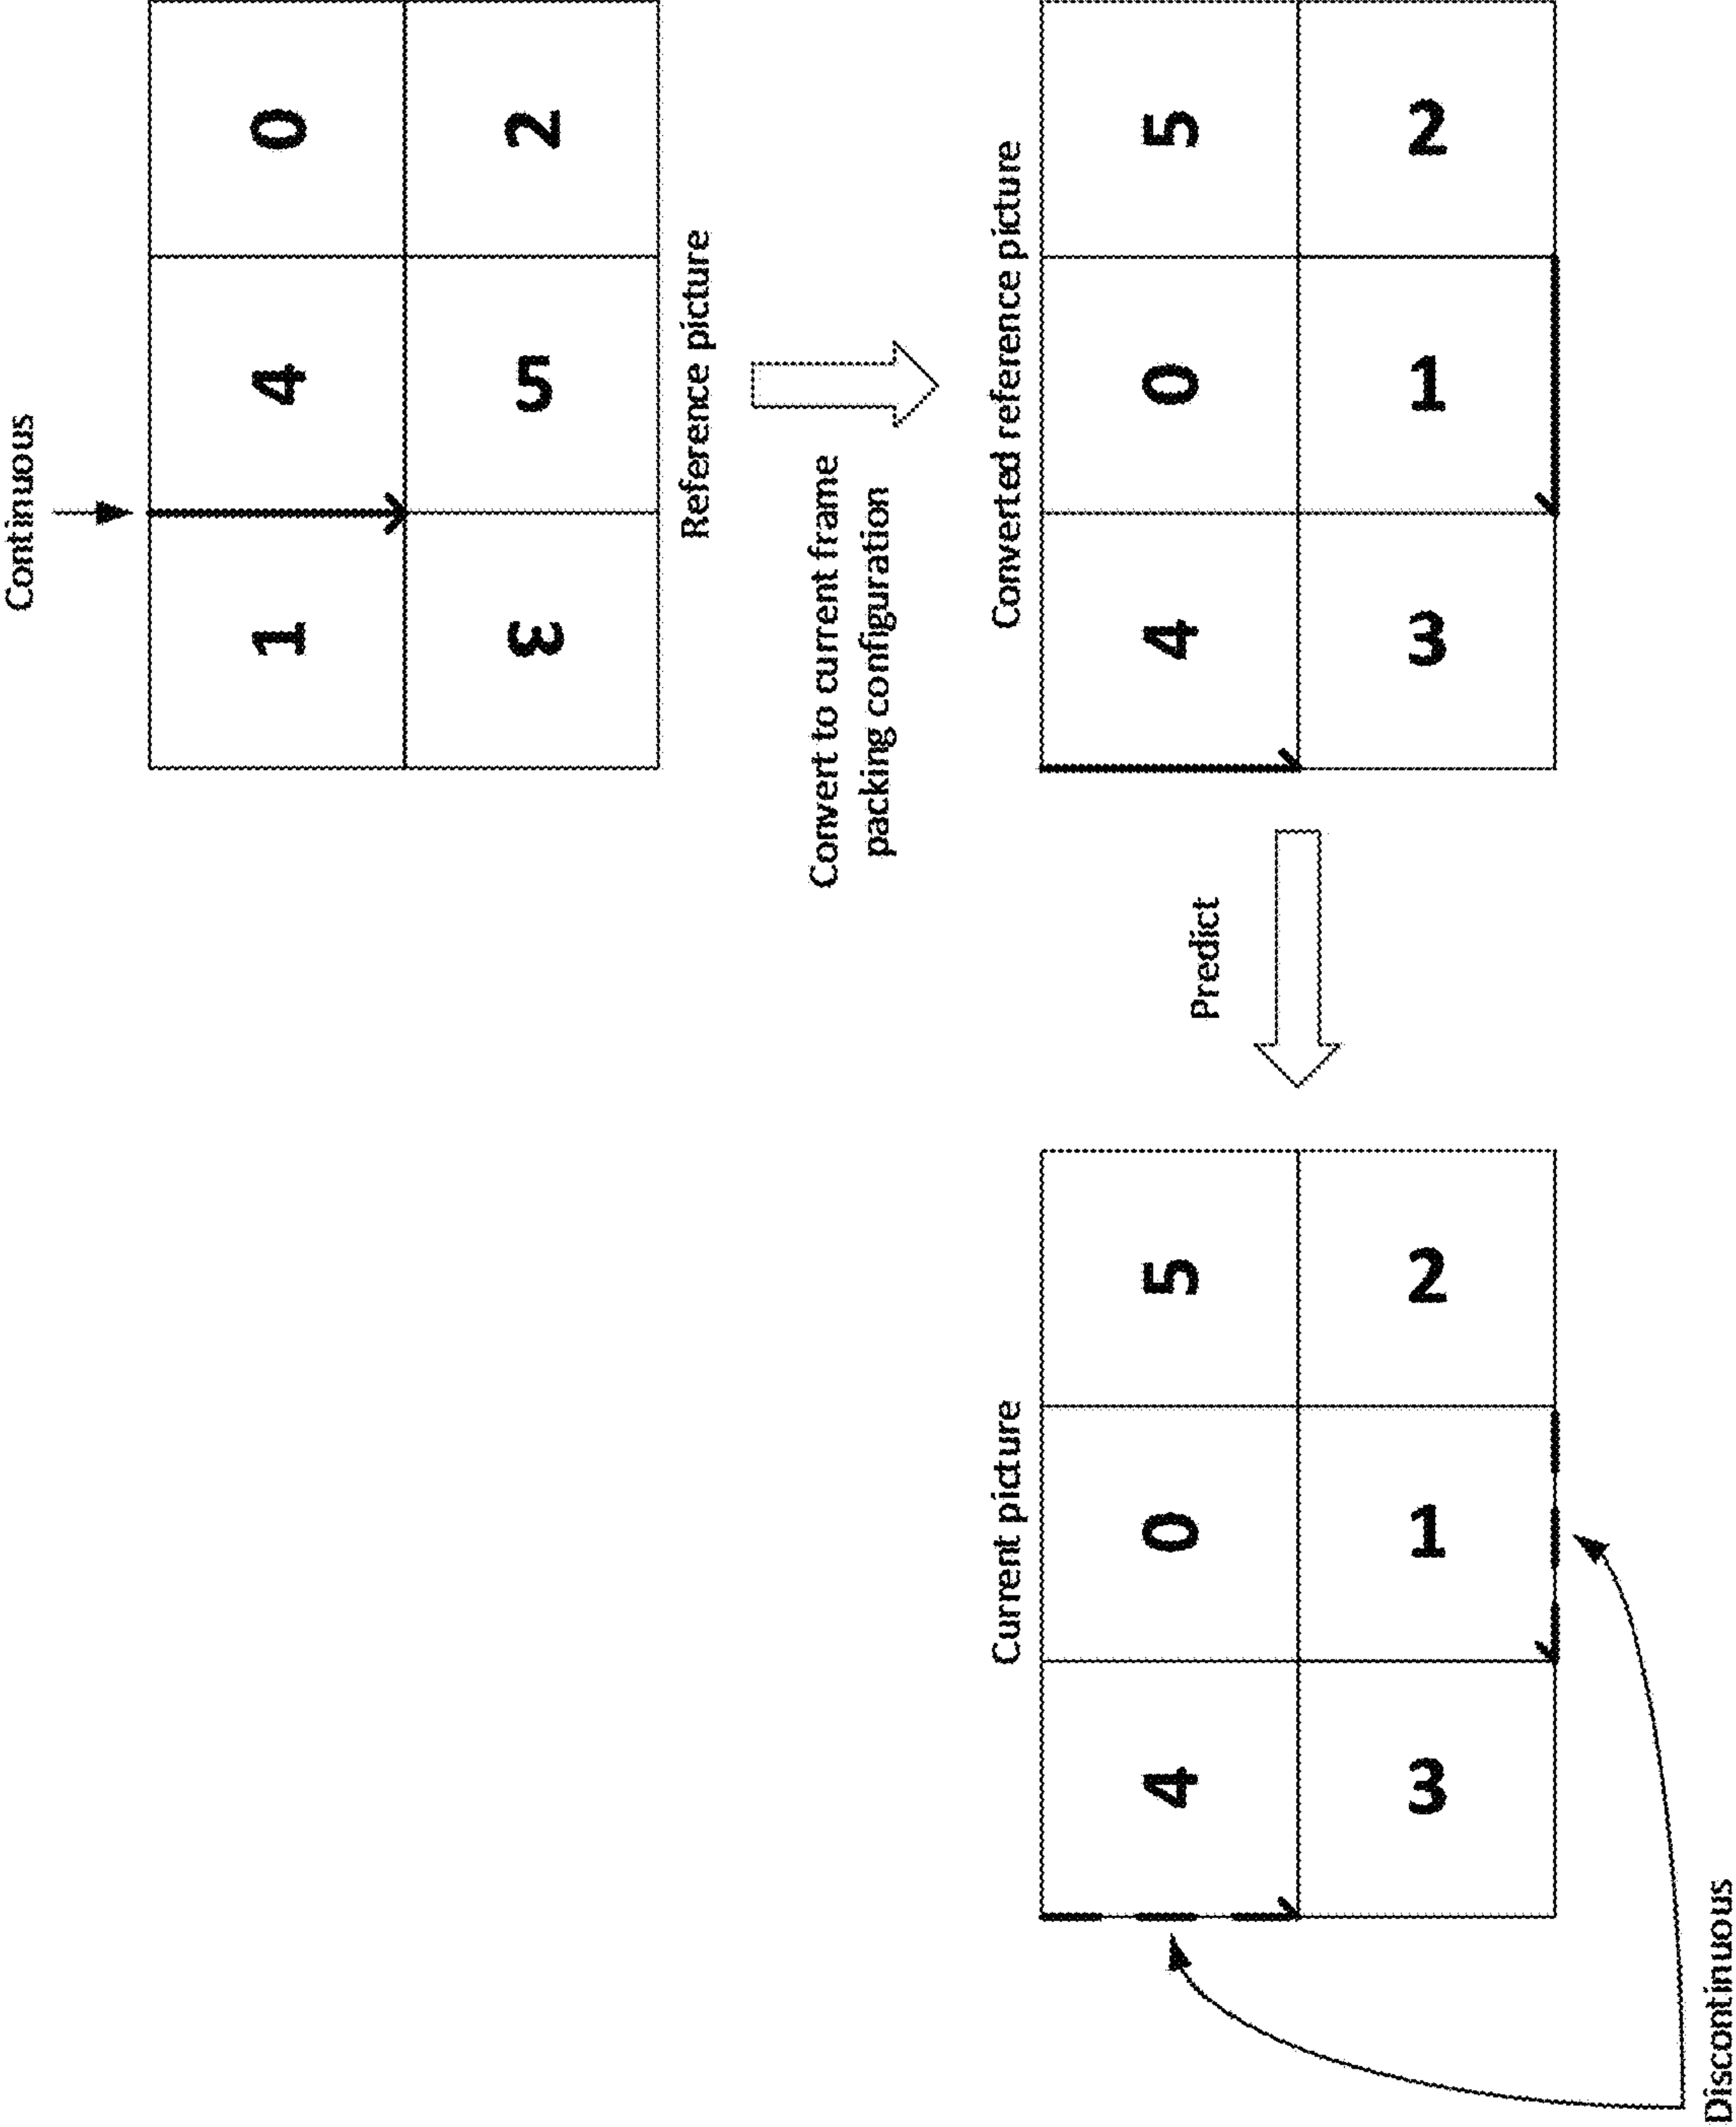 Continuous
1 4 0
3 5 2
Reference picture
Convert to current frame
packing configuration
Current picture
4 0 5
3 1 2
Predict
Converted reference picture
4 0 5
3 1 2
Discontinuous